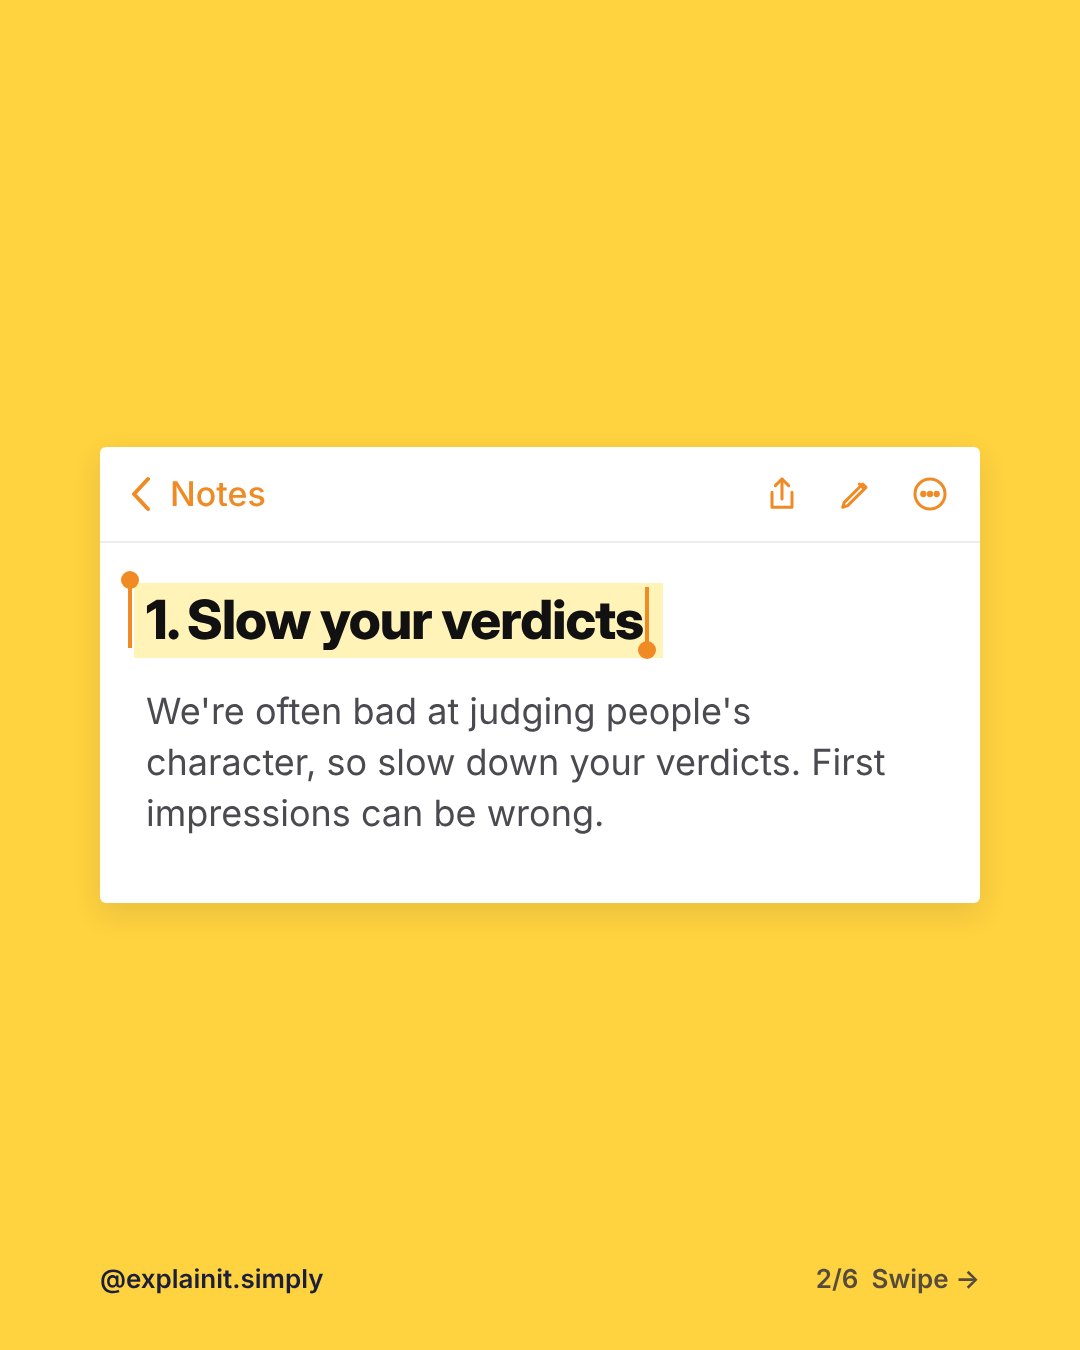 Notes
1. Slow your verdicts
We're often bad at judging people's
character, so slow down your verdicts. First
impressions can be wrong.
@explainit.simply
2/6 Swipe →